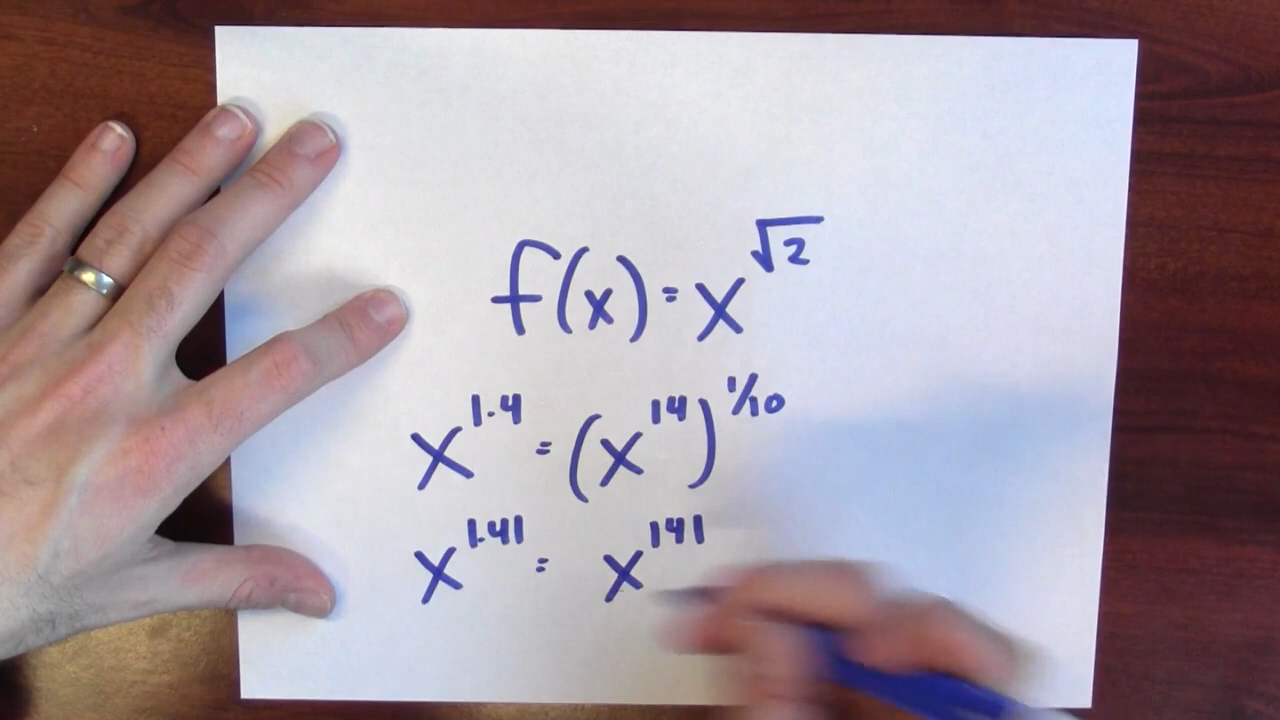 f(x) = x^√2
x^1.4 = (x^14)^1/10
x^1.41 = x^141